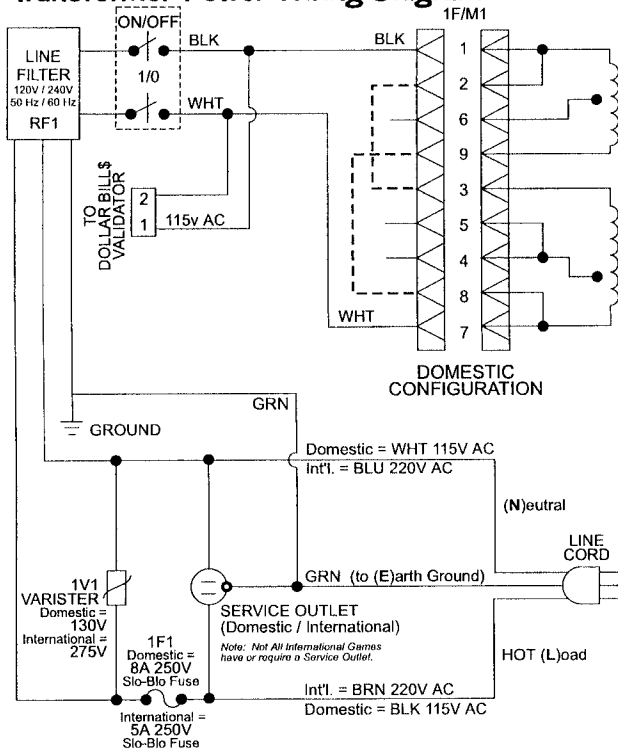 ON/OFF
1F/M1
LINE
FILTER
120V / 240V
50 Hz / 60 Hz
RF1
BLK
BLK
1/0
WHT
1
2
6
9
3
5
4
8
7
TO
DOLLAR BILL$
VALIDATOR
2
1
115v AC
WHT
DOMESTIC
CONFIGURATION
GRN
GROUND
Domestic = WHT 115V AC
Int'l. = BLU 220V AC
(N)eutral
LINE
CORD
GRN (to (E)arth Ground)
1V1
VARISTER
Domestic =
130V
International =
275V
SERVICE OUTLET
(Domestic / International)
Note: Not All International Games
have or require a Service Outlet.
1F1
Domestic =
8A 250V
Slo-Blo Fuse
HOT (L)oad
Int'l. = BRN 220V AC
Domestic = BLK 115V AC
International =
5A 250V
Slo-Blo Fuse